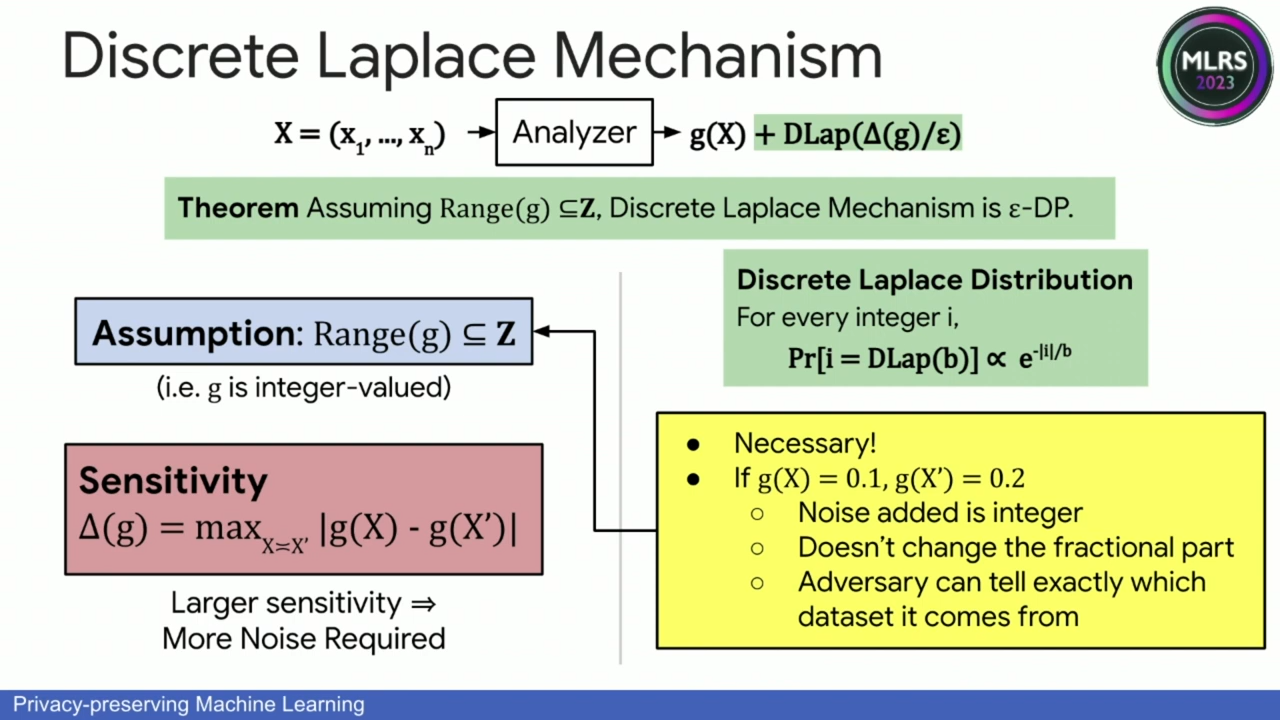 Discrete Laplace Mechanism
MLRS
2023
X = (x₁, ..., xₙ) → Analyzer → g(X) + DLap(Δ(g)/ε)
Theorem Assuming Range(g) ⊆Z, Discrete Laplace Mechanism is ε-DP.
Discrete Laplace Distribution
For every integer i,
Pr[i = DLap(b)] ∝ e^-|i|/b
Assumption: Range(g) ⊆ Z
(i.e. g is integer-valued)
Sensitivity
Δ(g) = max_X≍X' |g(X) - g(X')|
Larger sensitivity ⇒
More Noise Required
● Necessary!
● If g(X) = 0.1, g(X') = 0.2
○ Noise added is integer
○ Doesn't change the fractional part
○ Adversary can tell exactly which
dataset it comes from
Privacy-preserving Machine Learning